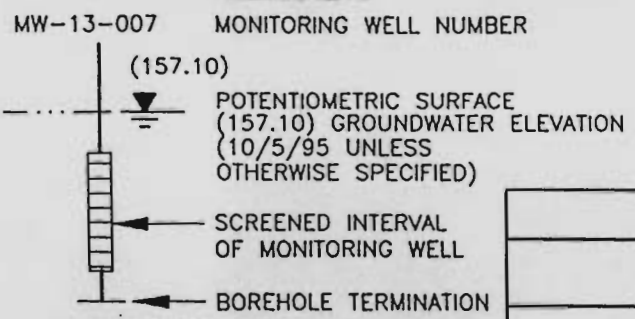 MW-13-007 MONITORING WELL NUMBER
(157.10)
POTENTIOMETRIC SURFACE
(157.10) GROUNDWATER ELEVATION
(10/5/95 UNLESS
OTHERWISE SPECIFIED)
SCREENED INTERVAL
OF MONITORING WELL
BOREHOLE TERMINATION